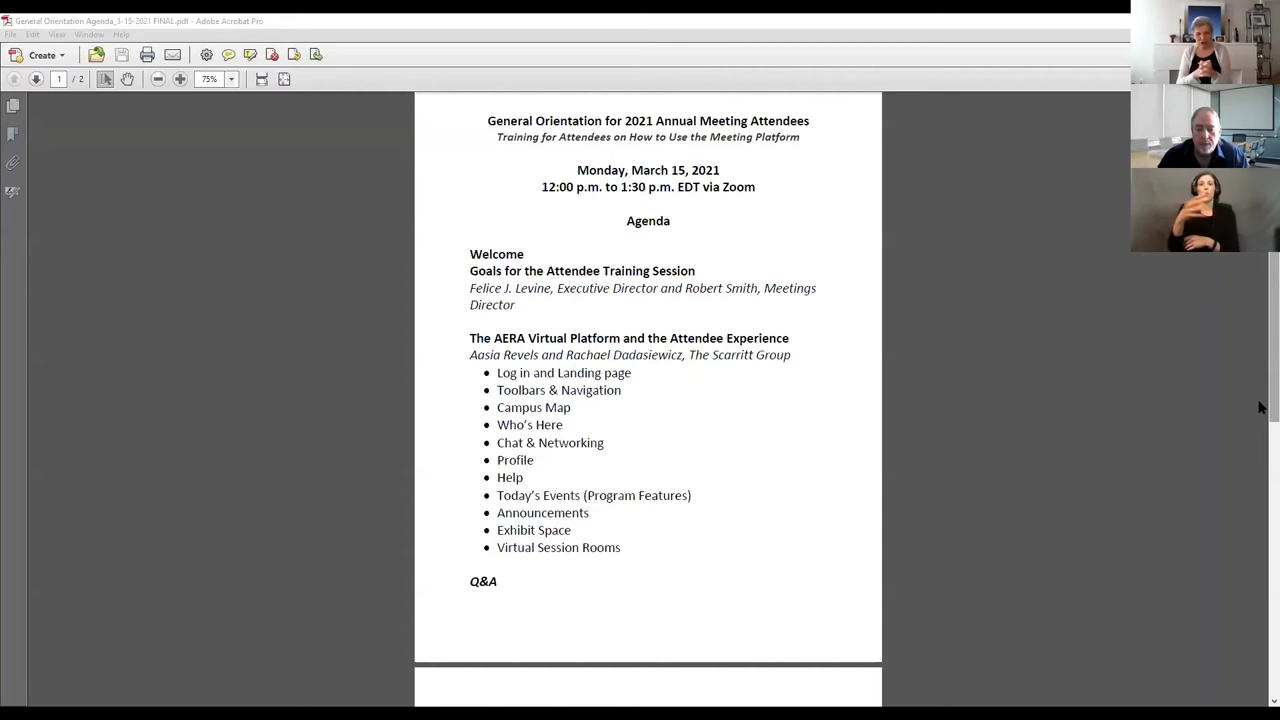 General Orientation Agenda_3-15-2021 FINAL.pdf - Adobe Acrobat Pro
File Edit View Window Help
Create
1 / 2 75%
General Orientation for 2021 Annual Meeting Attendees
Training for Attendees on How to Use the Meeting Platform
Monday, March 15, 2021
12:00 p.m. to 1:30 p.m. EDT via Zoom
Agenda
Welcome
Goals for the Attendee Training Session
Felice J. Levine, Executive Director and Robert Smith, Meetings
Director
The AERA Virtual Platform and the Attendee Experience
Aasia Revels and Rachael Dadasiewicz, The Scarritt Group
• Log in and Landing page
• Toolbars & Navigation
• Campus Map
• Who's Here
• Chat & Networking
• Profile
• Help
• Today's Events (Program Features)
• Announcements
• Exhibit Space
• Virtual Session Rooms
Q&A